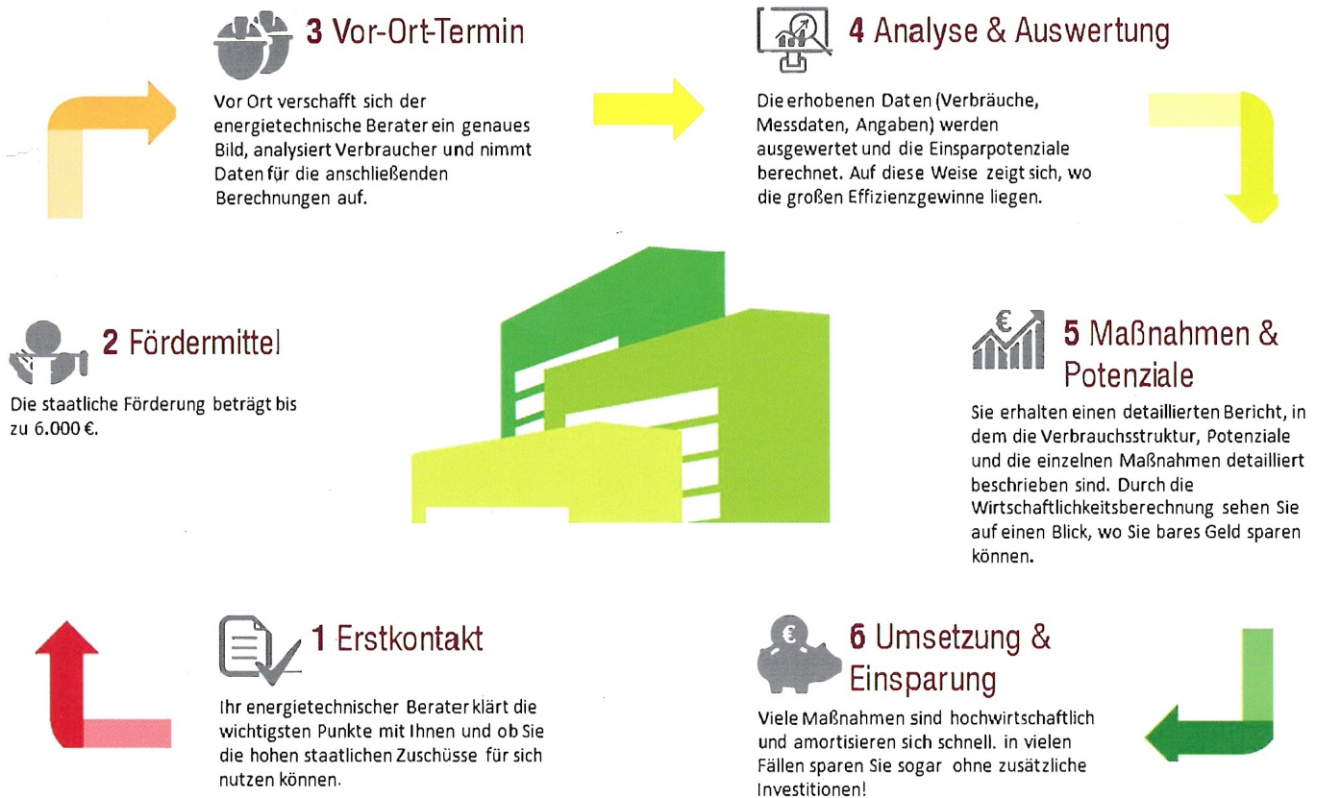 1 Erstkontakt
Ihr energietechnischer Berater klärt die
wichtigsten Punkte mit Ihnen und ob Sie
die hohen staatlichen Zuschüsse für sich
nutzen können.
2 Fördermittel
Die staatliche Förderung beträgt bis
zu 6.000 €.
3 Vor-Ort-Termin
Vor Ort verschafft sich der
energietechnische Berater ein genaues
Bild, analysiert Verbraucher und nimmt
Daten für die anschließenden
Berechnungen auf.
4 Analyse & Auswertung
Die erhobenen Daten (Verbräuche,
Messdaten, Angaben) werden
ausgewertet und die Einsparpotenziale
berechnet. Auf diese Weise zeigt sich, wo
die großen Effizienzgewinne liegen.
€
5 Maßnahmen &
Potenziale
Sie erhalten einen detaillierten Bericht, in
dem die Verbrauchsstruktur, Potenziale
und die einzelnen Maßnahmen detailliert
beschrieben sind. Durch die
Wirtschaftlichkeitsberechnung sehen Sie
auf einen Blick, wo Sie bares Geld sparen
können.
€
6 Umsetzung &
Einsparung
Viele Maßnahmen sind hochwirtschaftlich
und amortisieren sich schnell. in vielen
Fällen sparen Sie sogar ohne zusätzliche
Investitionen!